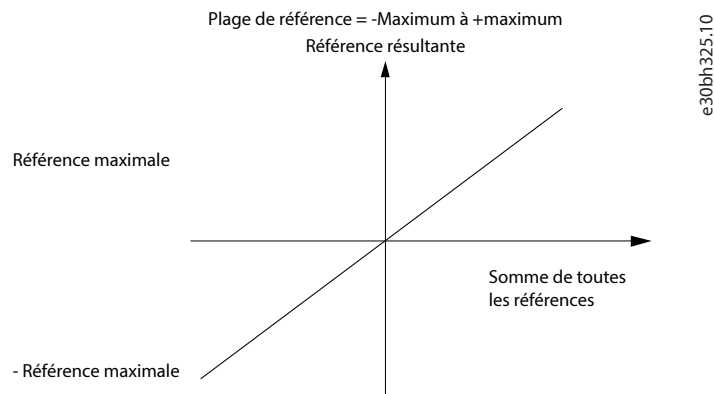 Plage de référence = -Maximum à +maximum
Référence résultante
e30bh325.10
Référence maximale
Somme de toutes
les références
- Référence maximale